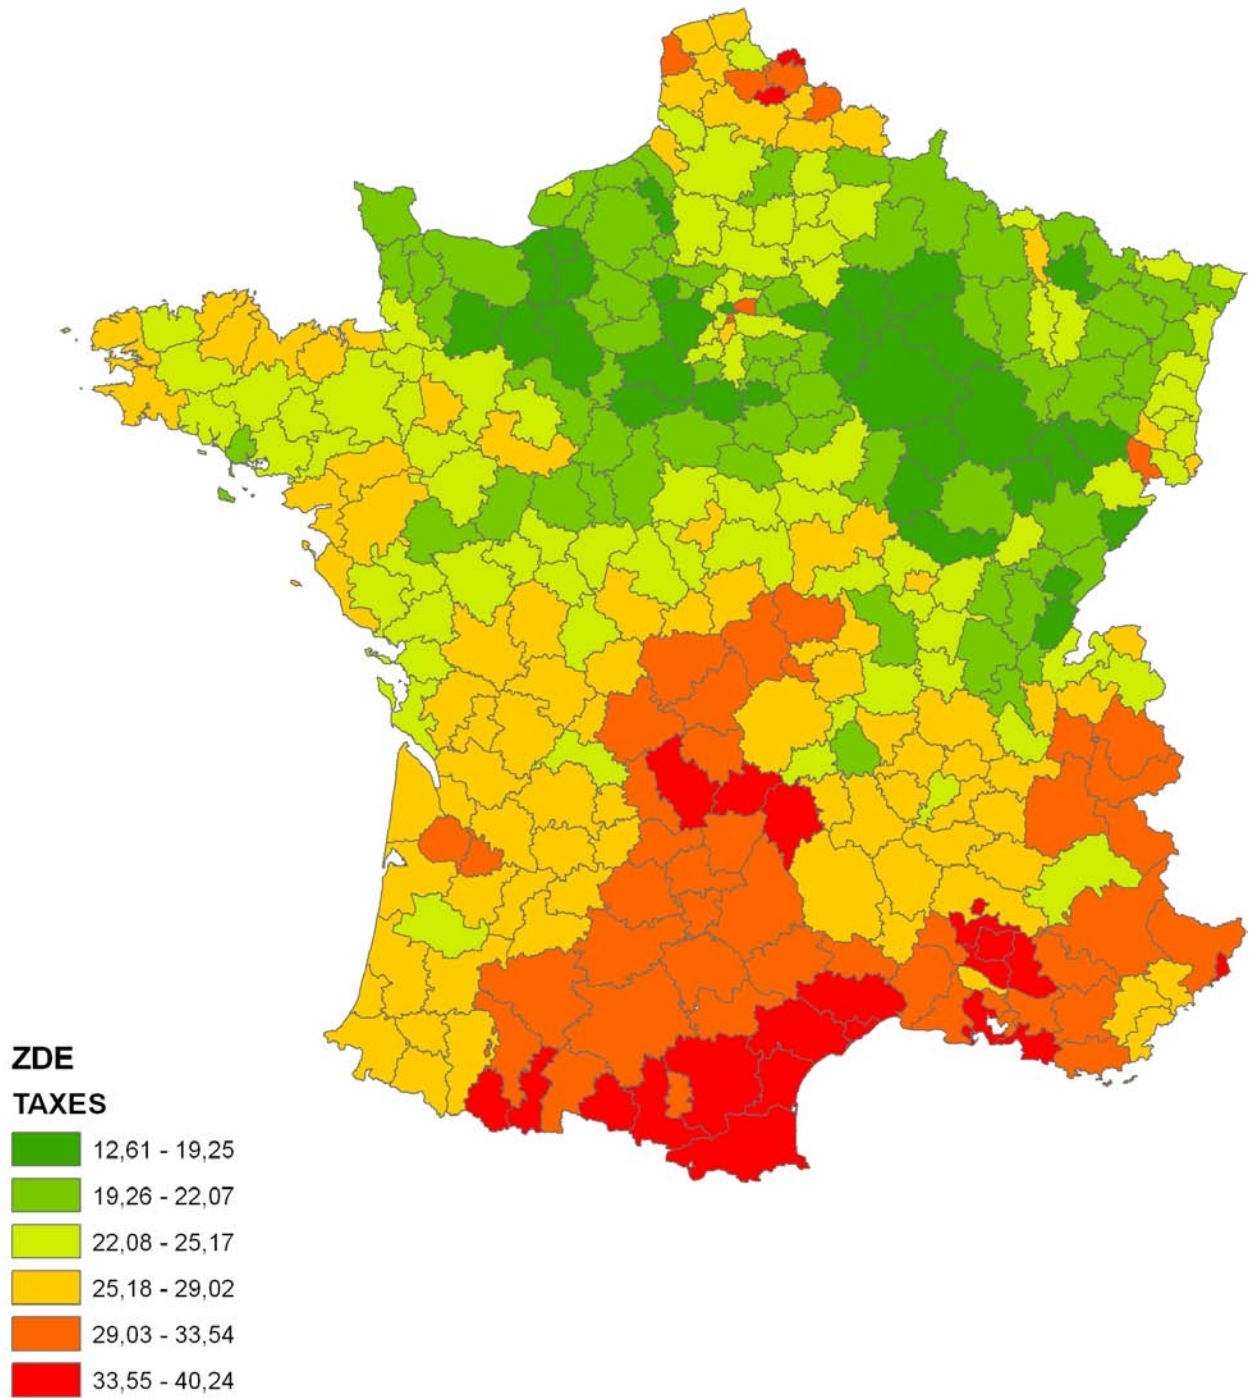 ZDE
TAXES
12,61 - 19,25
19,26 - 22,07
22,08 - 25,17
25,18 - 29,02
29,03 - 33,54
33,55 - 40,24